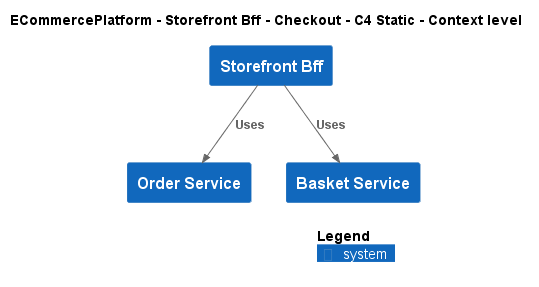 ECommercePlatform - Storefront Bff - Checkout - C4 Static - Context level
Storefront Bff
Uses
Uses
Order Service
Basket Service
Legend
system